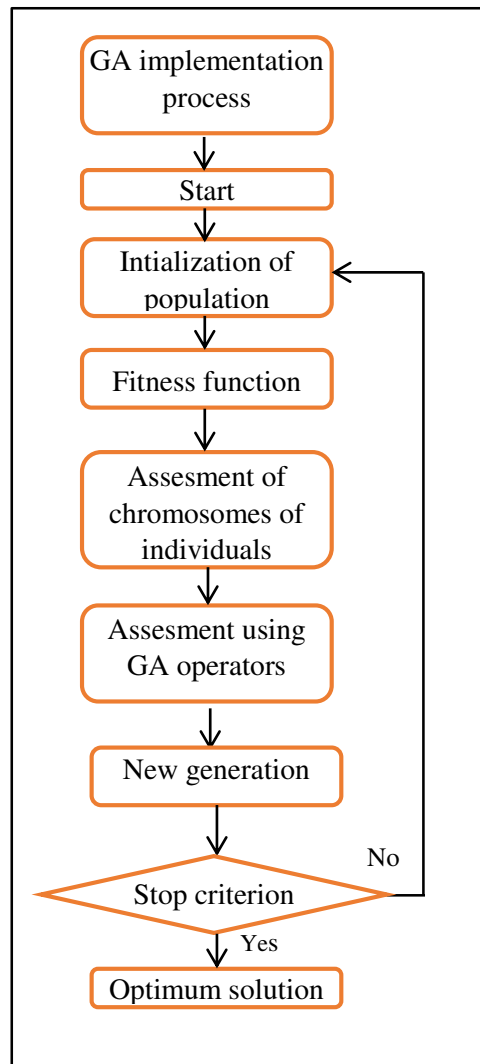 GA implementation
process
Start
Intialization of
population
Fitness function
Assesment of
chromosomes of
individuals
Assesment using
GA operators
New generation
No
Stop criterion
Yes
Optimum solution